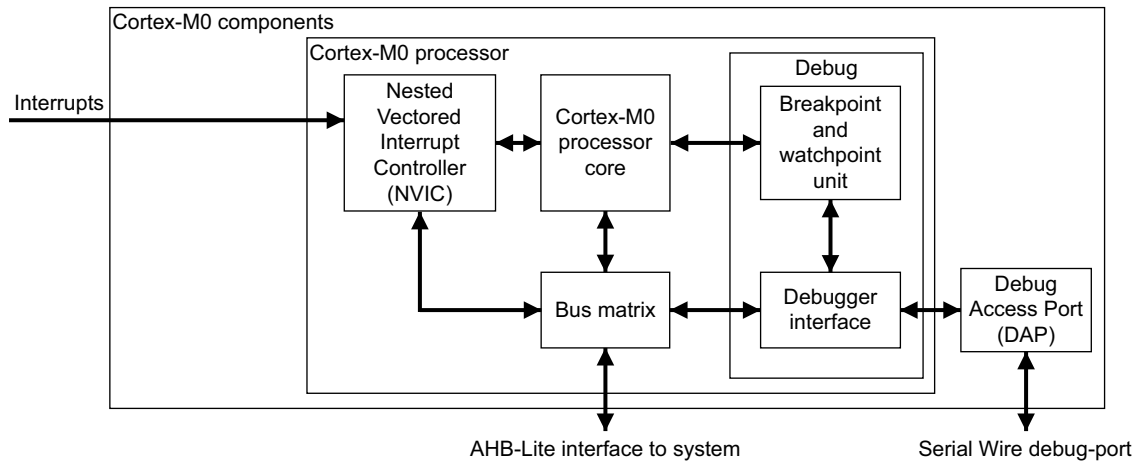 Cortex-M0 components
Cortex-M0 processor
Interrupts
Nested
Vectored
Interrupt
Controller
(NVIC)
Cortex-M0
processor
core
Debug
Breakpoint
and
watchpoint
unit
Bus matrix
Debugger
interface
Debug
Access Port
(DAP)
AHB-Lite interface to system
Serial Wire debug-port